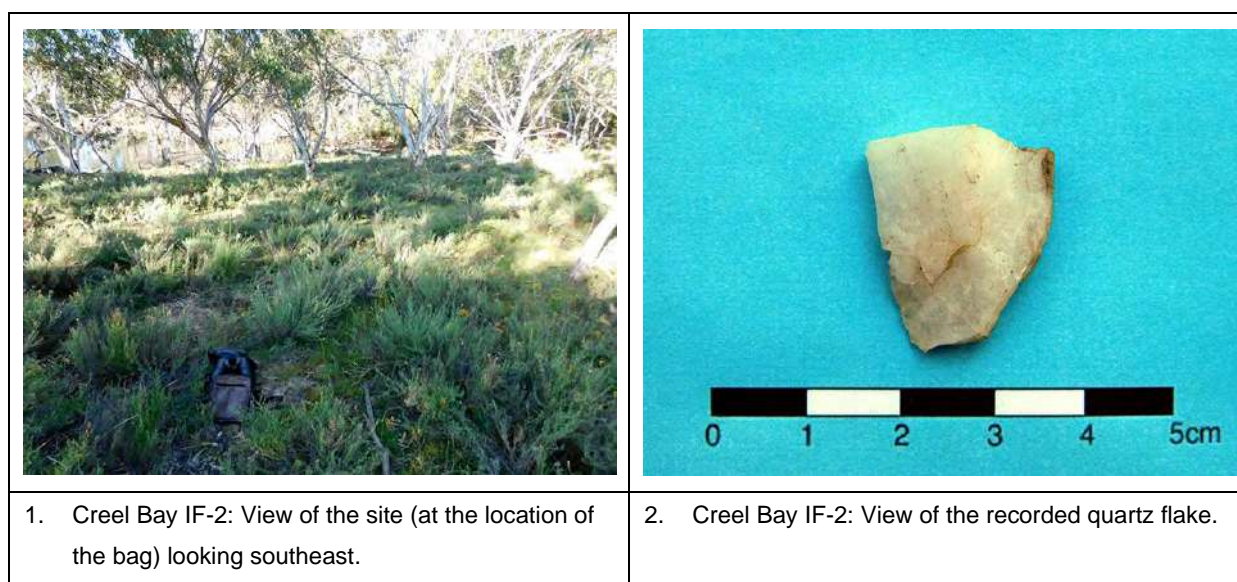 0 1 2 3 4 5cm
1. Creel Bay IF-2: View of the site (at the location of
the bag) looking southeast.
2. Creel Bay IF-2: View of the recorded quartz flake.